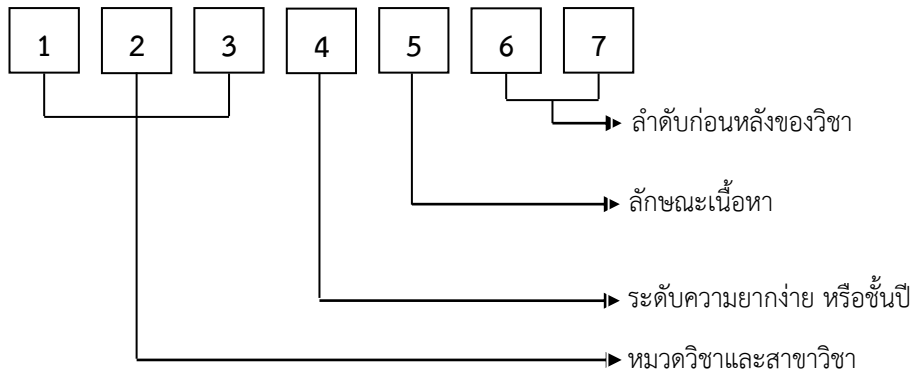 1 2 3 4 5 6 7
ลำดับก่อนหลังของวิชา
ลักษณะเนื้อหา
ระดับความยากง่าย หรือชั้นปี
หมวดวิชาและสาขาวิชา